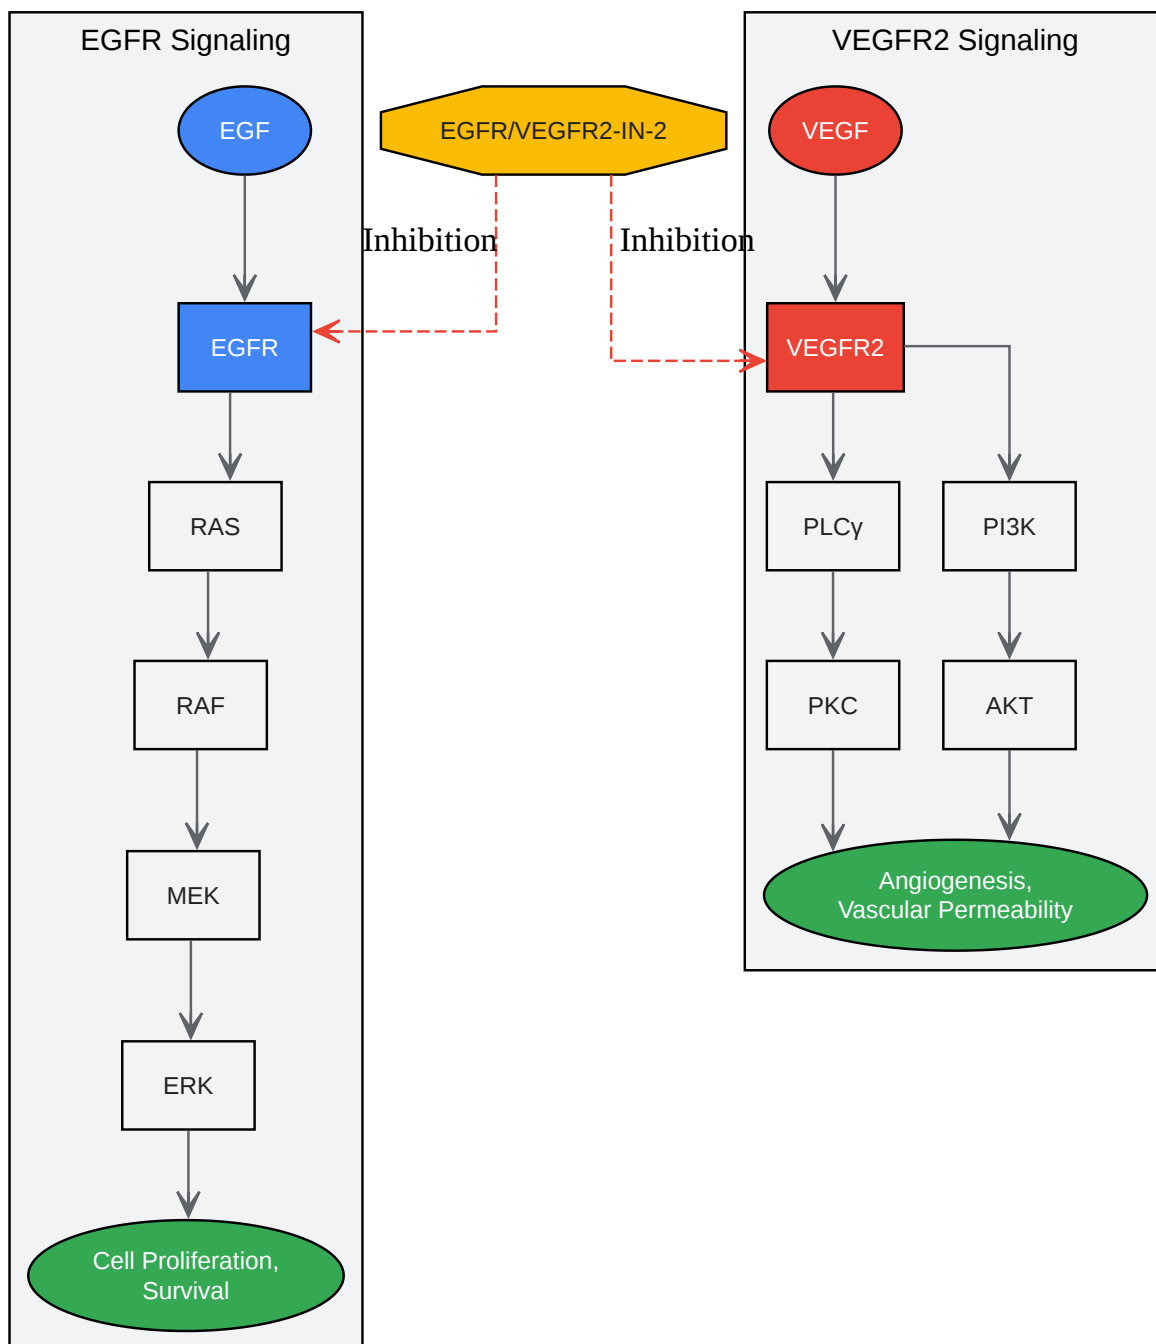 EGFR Signaling
VEGFR2 Signaling
EGF
EGFR/VEGFR2-IN-2
VEGF
Inhibition
Inhibition
EGFR
VEGFR2
RAS
PLCγ
PI3K
RAF
PKC
AKT
MEK
Angiogenesis,
Vascular Permeability
ERK
Cell Proliferation,
Survival